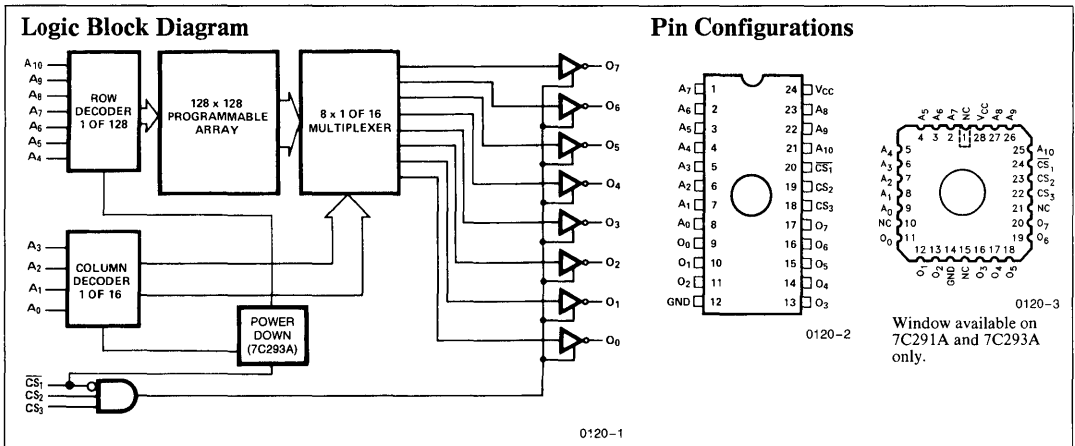 Logic Block Diagram
A10
A9
A8
A7
A6
A5
A4
ROW
DECODER
1 OF 128
128 x 128
PROGRAMMABLE
ARRAY
8 x 1 OF 16
MULTIPLEXER
O7
O6
O5
O4
O3
O2
O1
O0
A3
A2
A1
A0
COLUMN
DECODER
1 OF 16
POWER
DOWN
(7C293A)
CS1
CS2
CS3
0120-1
Pin Configurations
A7 1 24 VCC
A6 2 23 A8
A5 3 22 A9
A4 4 21 A10
A3 5 20 CS1
A2 6 19 CS2
A1 7 18 CS3
A0 8 17 O7
O0 9 16 O6
O1 10 15 O5
O2 11 14 O4
GND 12 13 O3
0120-2
A5 A6 A7 NC VCC A8 A9
4 3 2 1 28 27 26
A4 5 25 A10
A3 6 24 CS1
A2 7 23 CS2
A1 8 22 CS3
A0 9 21 NC
NC 10 20 O7
O0 11 19 O6
12 13 14 15 16 17 18
O1 O2 GND NC O3 O4 O5
0120-3
Window available on
7C291A and 7C293A
only.